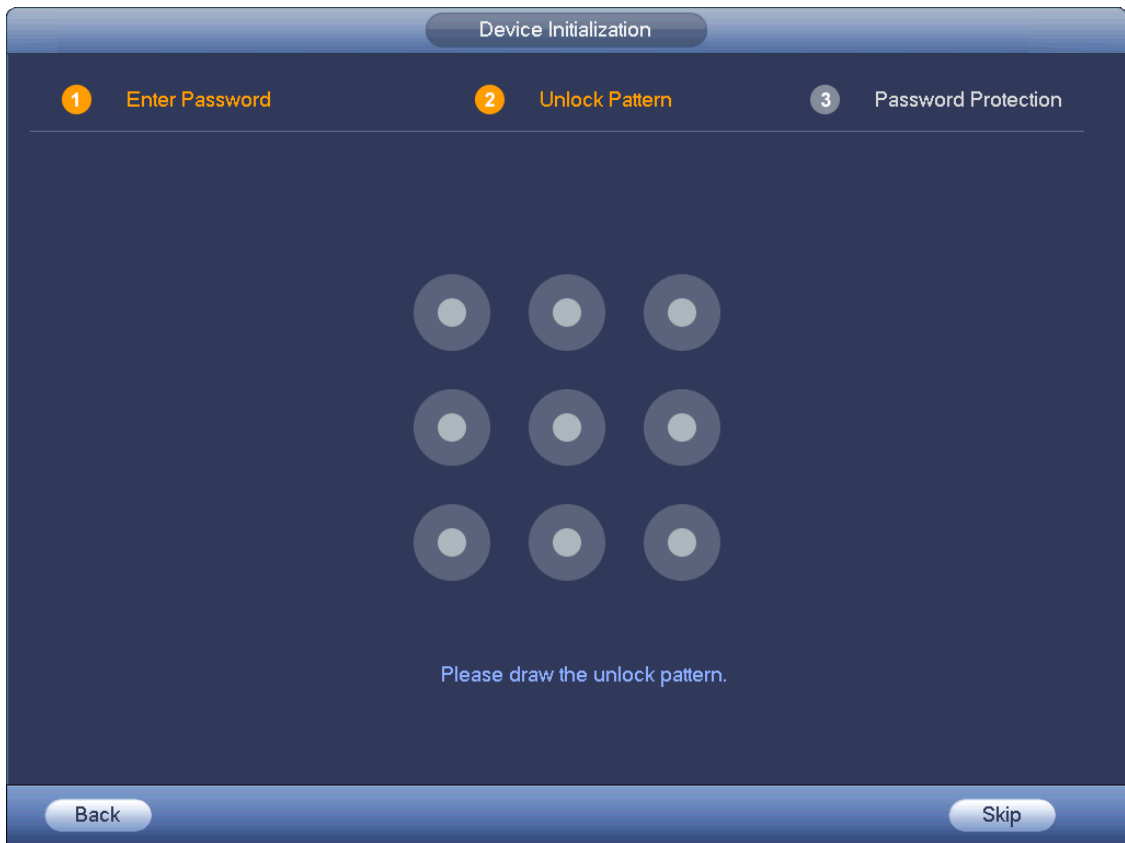 Device Initialization
1 Enter Password 2 Unlock Pattern 3 Password Protection
Please draw the unlock pattern.
Back Skip